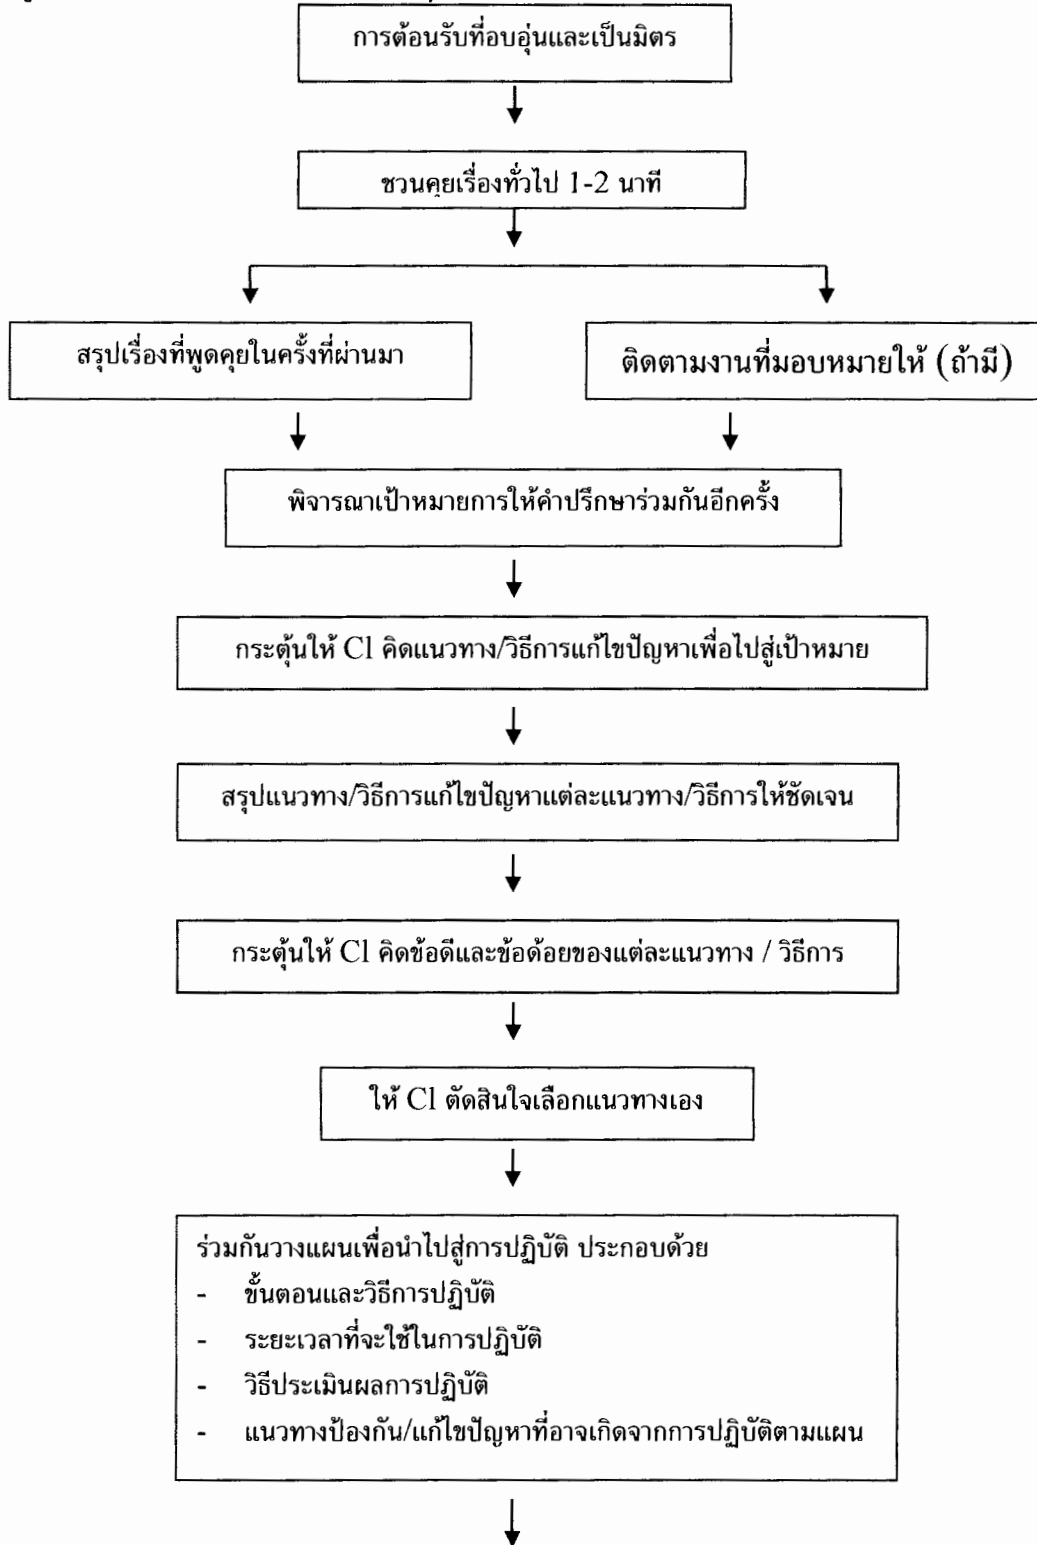 การต้อนรับที่อบอุ่นและเป็นมิตร
ชวนคุยเรื่องทั่วไป 1-2 นาที
สรุปเรื่องที่พูดคุยในครั้งที่ผ่านมา
ติดตามงานที่มอบหมายให้ (ถ้ามี)
พิจารณาเป้าหมายการให้คำปรึกษาร่วมกันอีกครั้ง
กระตุ้นให้ Cl คิดแนวทาง/วิธีการแก้ไขปัญหาเพื่อไปสู่เป้าหมาย
สรุปแนวทาง/วิธีการแก้ไขปัญหาแต่ละแนวทาง/วิธีการให้ชัดเจน
กระตุ้นให้ Cl คิดข้อดีและข้อด้อยของแต่ละแนวทาง / วิธีการ
ให้ Cl ตัดสินใจเลือกแนวทางเอง
ร่วมกันวางแผนเพื่อนำไปสู่การปฏิบัติ ประกอบด้วย
- ขั้นตอนและวิธีการปฏิบัติ
- ระยะเวลาที่จะใช้ในการปฏิบัติ
- วิธีประเมินผลการปฏิบัติ
- แนวทางป้องกัน/แก้ไขปัญหาที่อาจเกิดจากการปฏิบัติตามแผน